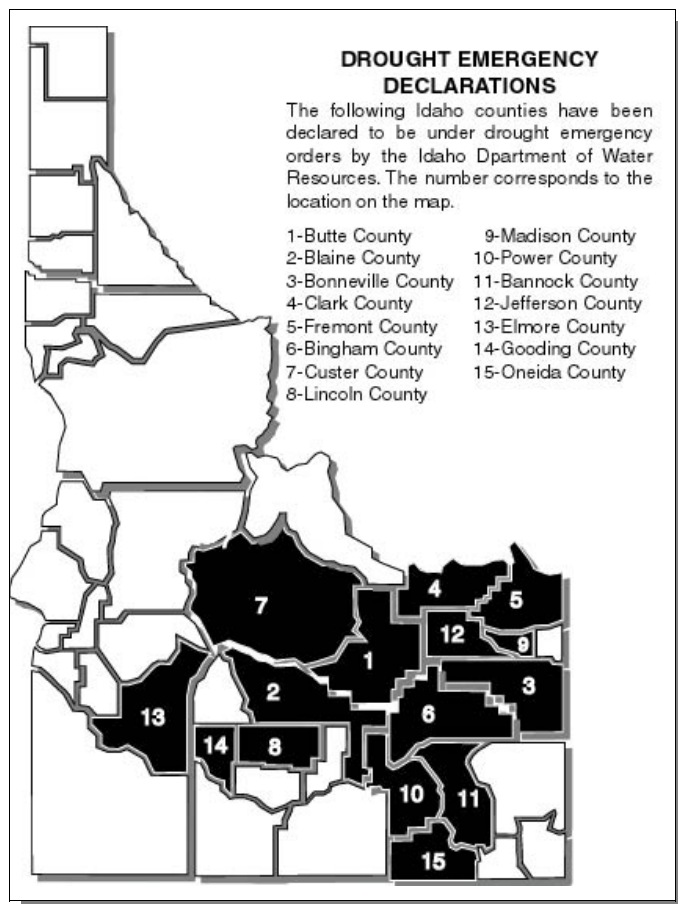 DROUGHT EMERGENCY
DECLARATIONS
The following Idaho counties have been
declared to be under drought emergency
orders by the Idaho Dpartment of Water
Resources. The number corresponds to the
location on the map.
1-Butte County
2-Blaine County
3-Bonneville County
4-Clark County
5-Fremont County
6-Bingham County
7-Custer County
8-Lincoln County
9-Madison County
10-Power County
11-Bannock County
12-Jefferson County
13-Elmore County
14-Gooding County
15-Oneida County
4
5
7
12
9
1
2
3
13
6
14
8
10
11
15